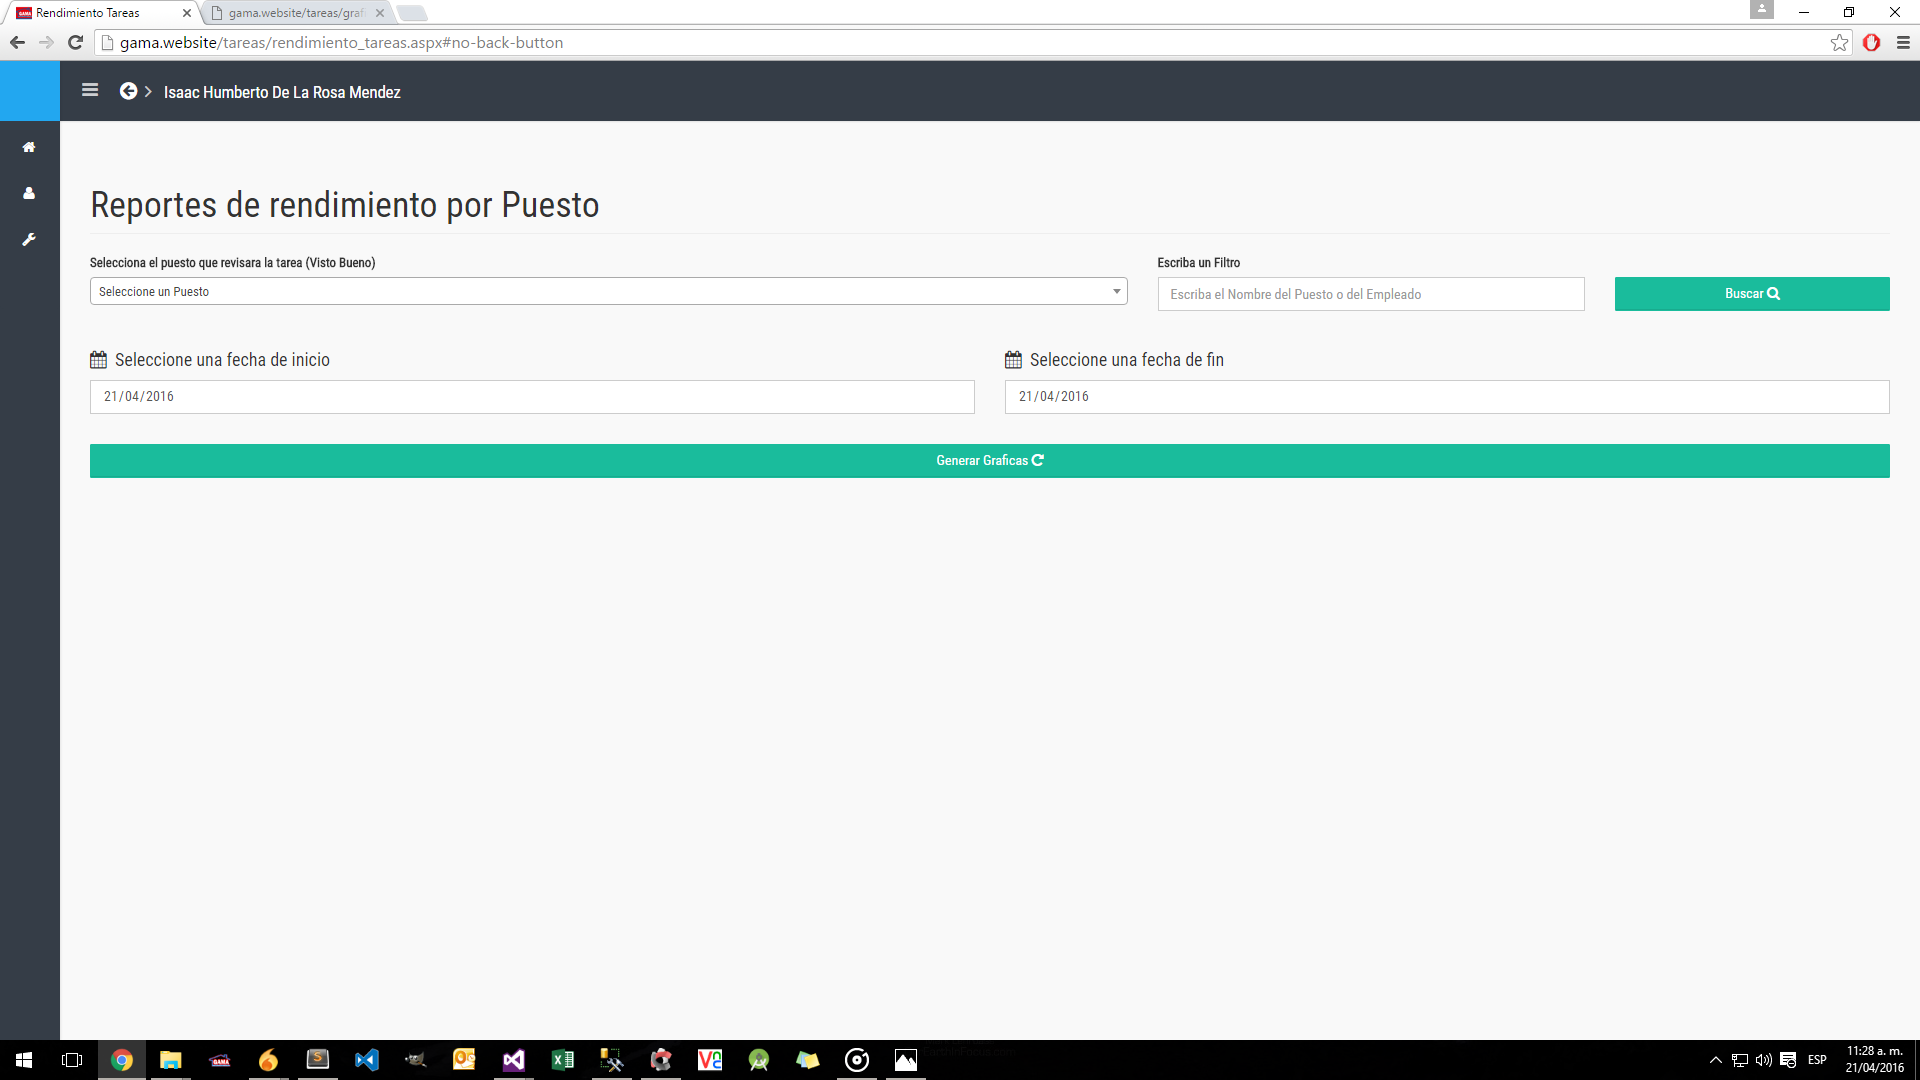 Rendimiento Tareas
gama.website/tareas/graf
gama.website/tareas/rendimiento_tareas.aspx#no-back-button
Isaac Humberto De La Rosa Mendez
Reportes de rendimiento por Puesto
Selecciona el puesto que revisara la tarea (Visto Bueno)
Escriba un Filtro
Seleccione un Puesto
Escriba el Nombre del Puesto o del Empleado
Buscar
Seleccione una fecha de inicio
Seleccione una fecha de fin
21/04/2016
21/04/2016
Generar Graficas
ESP
11:28 a. m.
21/04/2016